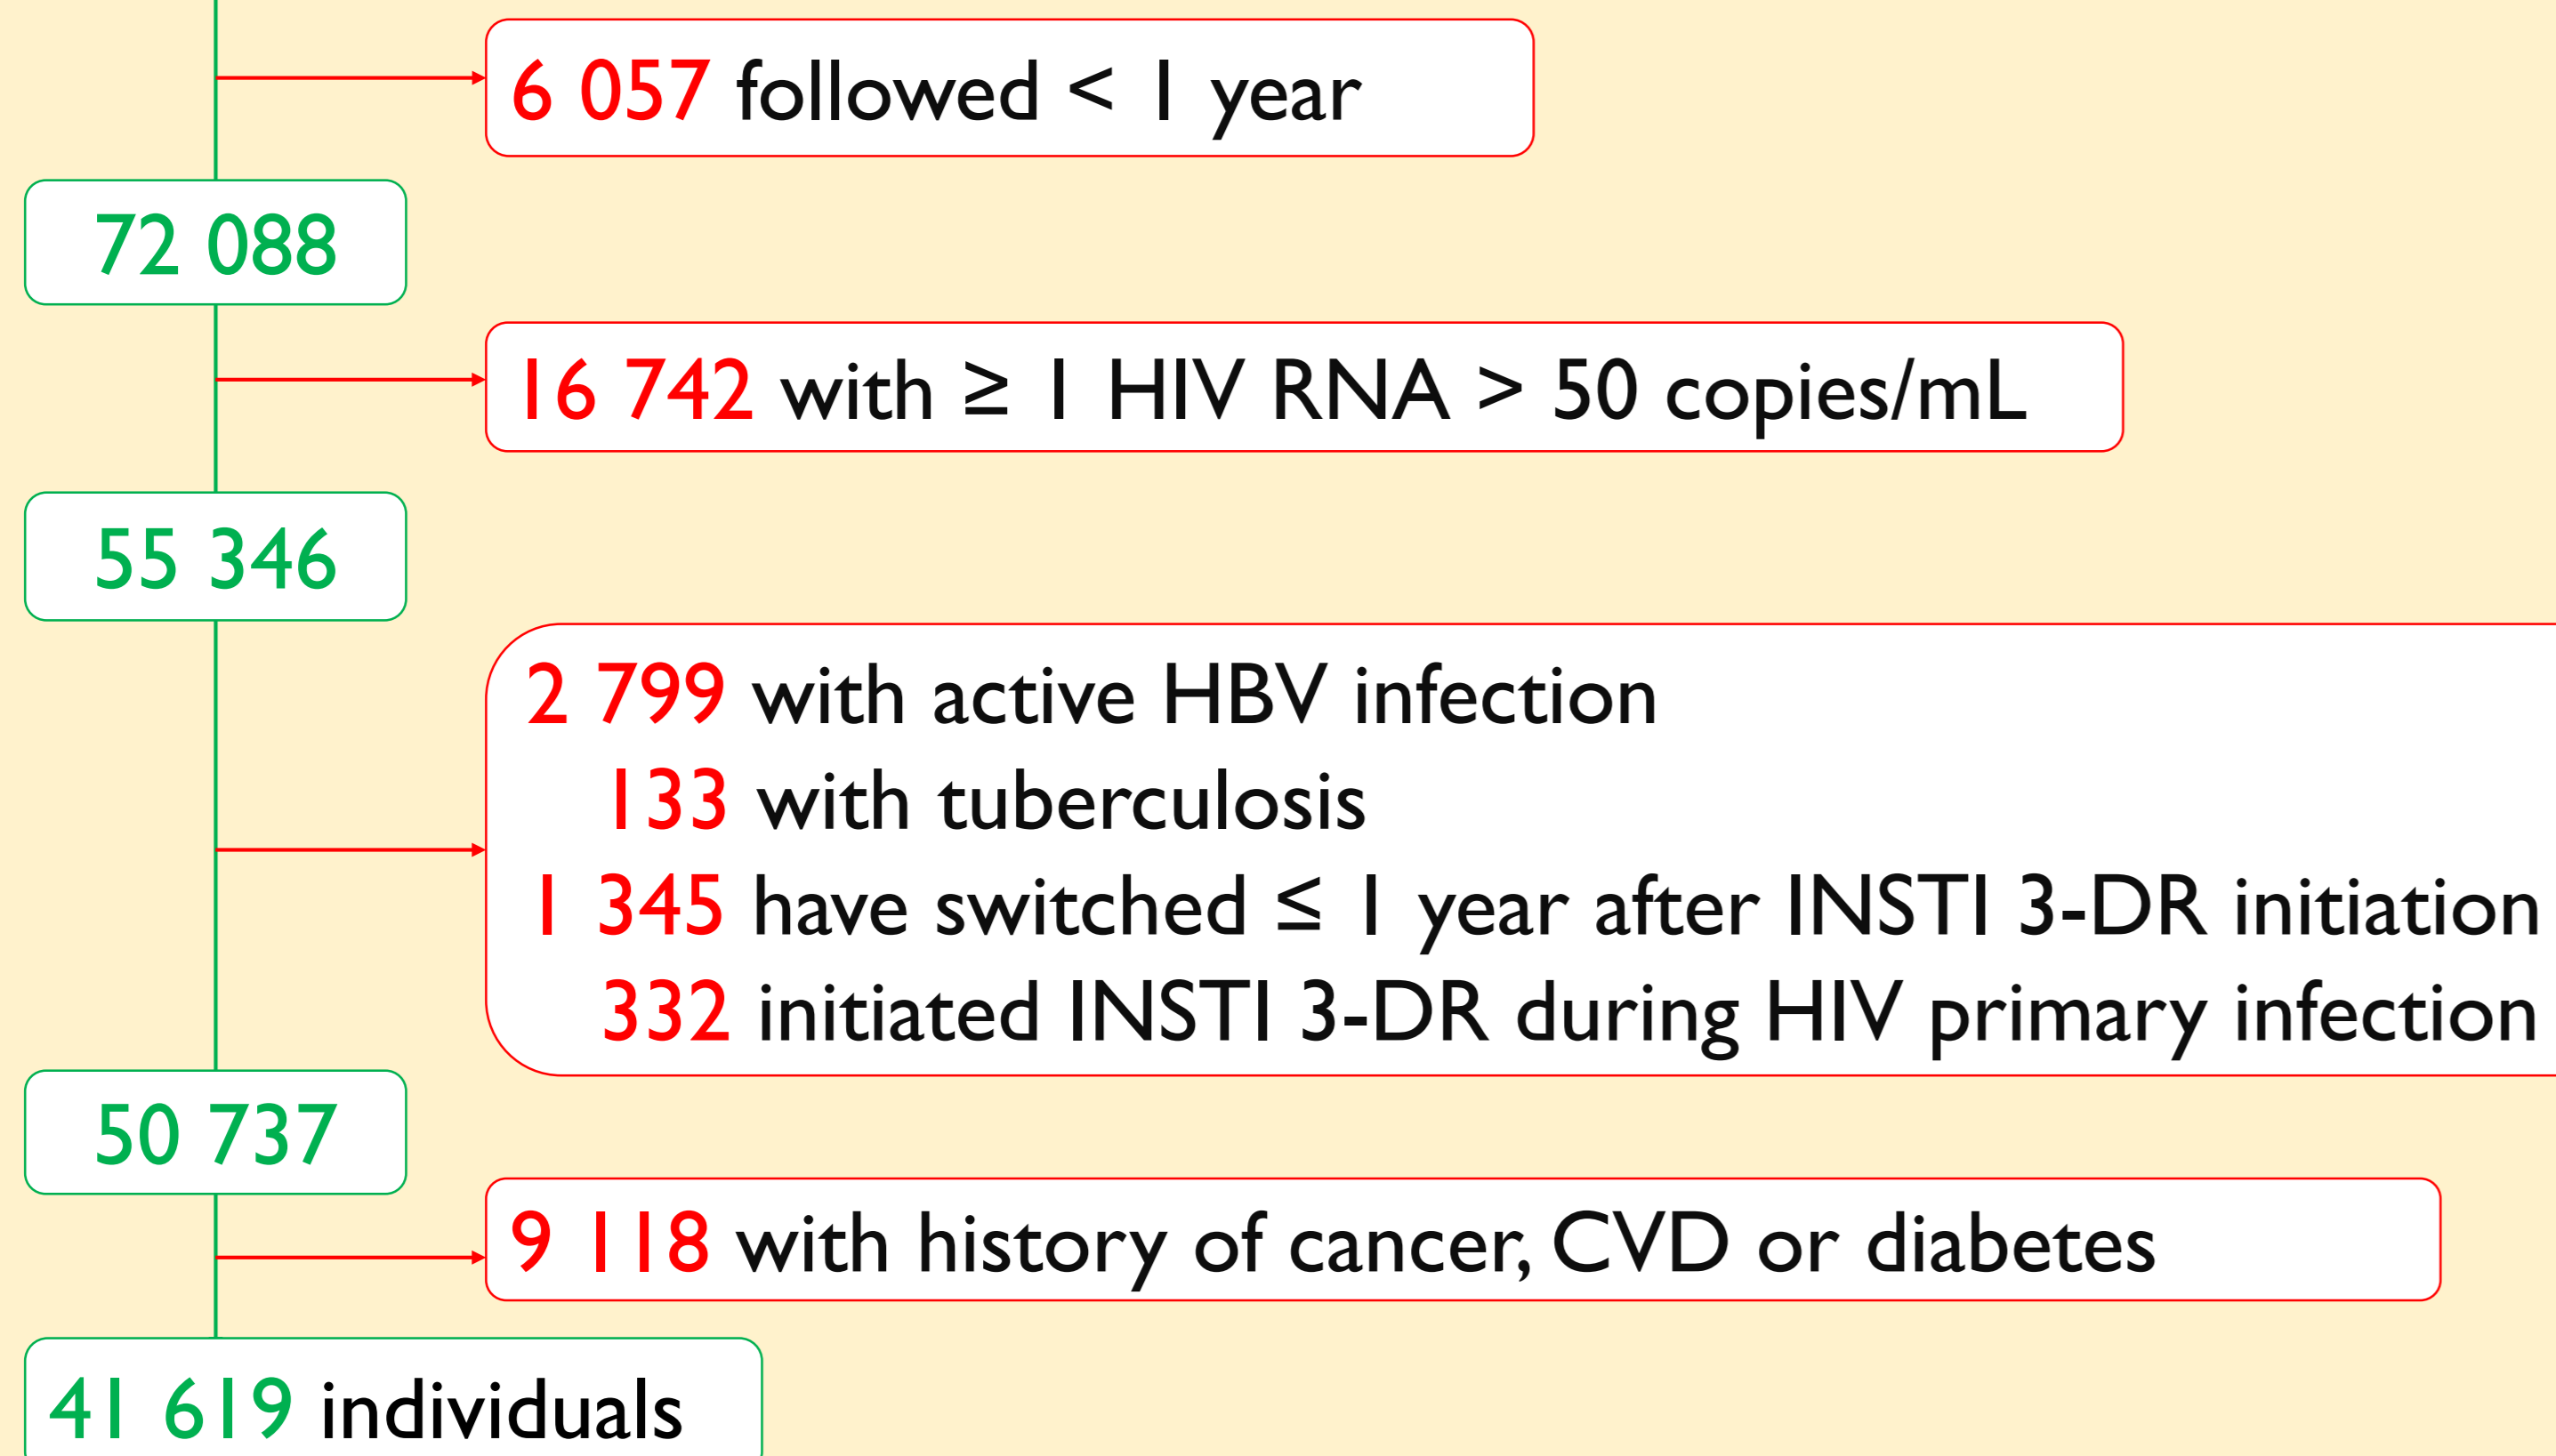 6 057 followed < 1 year
72 088
16 742 with ≥ 1 HIV RNA > 50 copies/mL
55 346
2 799 with active HBV infection
133 with tuberculosis
1 345 have switched ≤ 1 year after INSTI 3-DR initiation
332 initiated INSTI 3-DR during HIV primary infection
50 737
9 118 with history of cancer, CVD or diabetes
41 619 individuals